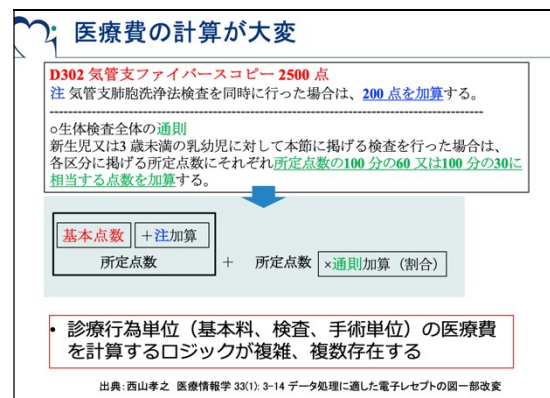 医療費の計算が大変
D302 気管支ファイバースコピー 2500 点
注 気管支肺胞洗浄法検査を同時に行った場合は、200 点を加算する。
○生体検査全体の通則
新生児又は3 歳未満の乳幼児に対して本節に掲げる検査を行った場合は、
各区分に掲げる所定点数にそれぞれ所定点数の100 分の60 又は100 分の30に
相当する点数を加算する。
基本点数 +注加算
所定点数 + 所定点数 ×通則加算（割合）
• 診療行為単位（基本料、検査、手術単位）の医療費
を計算するロジックが複雑、複数存在する
出典：西山孝之 医療情報学 33(1): 3-14 データ処理に適した電子レセプトの図一部改変